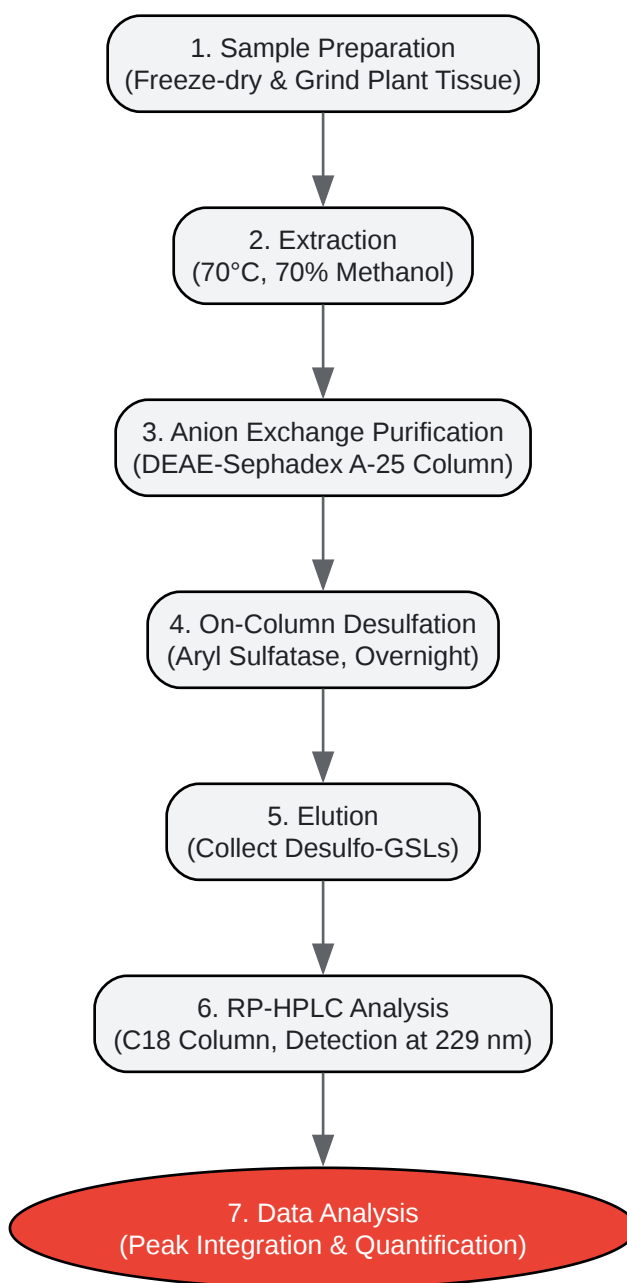 1. Sample Preparation
(Freeze-dry & Grind Plant Tissue)
2. Extraction
(70°C, 70% Methanol)
3. Anion Exchange Purification
(DEAE-Sephadex A-25 Column)
4. On-Column Desulfation
(Aryl Sulfatase, Overnight)
5. Elution
(Collect Desulfo-GSLs)
6. RP-HPLC Analysis
(C18 Column, Detection at 229 nm)
7. Data Analysis
(Peak Integration & Quantification)